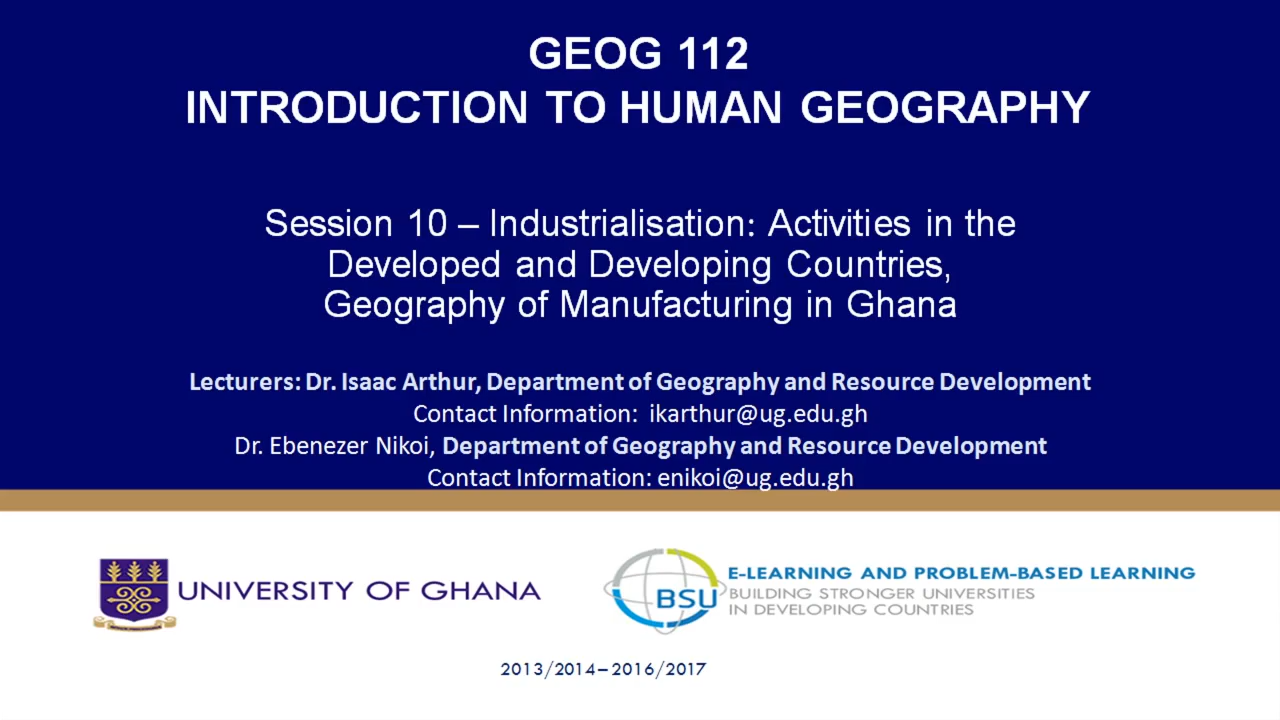 GEOG 112
INTRODUCTION TO HUMAN GEOGRAPHY
Session 10 – Industrialisation: Activities in the
Developed and Developing Countries,
Geography of Manufacturing in Ghana
Lecturers: Dr. Isaac Arthur, Department of Geography and Resource Development
Contact Information: ikarthur@ug.edu.gh
Dr. Ebenezer Nikoi, Department of Geography and Resource Development
Contact Information: enikoi@ug.edu.gh
UNIVERSITY OF GHANA
BSU
E-LEARNING AND PROBLEM-BASED LEARNING
BUILDING STRONGER UNIVERSITIES
IN DEVELOPING COUNTRIES
2013/2014–2016/2017